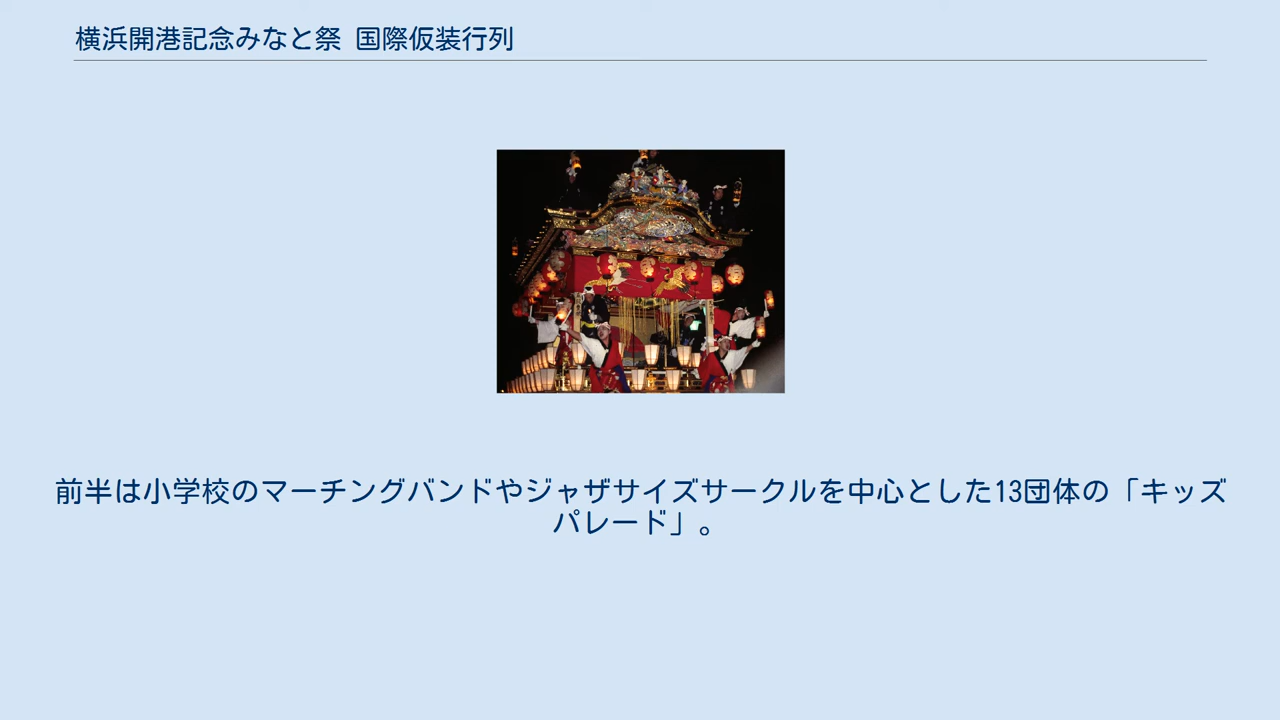 横浜開港記念みなと祭 国際仮装行列
前半は小学校のマーチングバンドやジャザサイズサークルを中心とした13団体の「キッズ
パレード」。